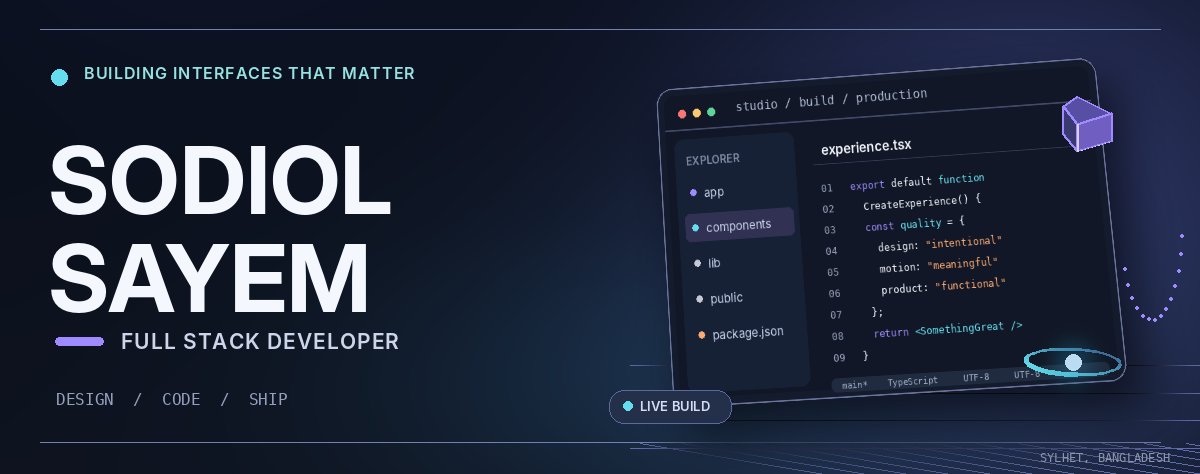 BUILDING INTERFACES THAT MATTER
SODIOL
SAYEM
FULL STACK DEVELOPER
DESIGN / CODE / SHIP
studio / build / production
EXPLORER
app
components
lib
public
package.json
experience.tsx
01 export default function
02 CreateExperience() {
03 const quality = {
04 design: "intentional"
05 motion: "meaningful"
06 product: "functional"
07 };
08 return <SomethingGreat />
09 }
main* TypeScript UTF-8 UTF-8
LIVE BUILD
SYLHET, BANGLADESH